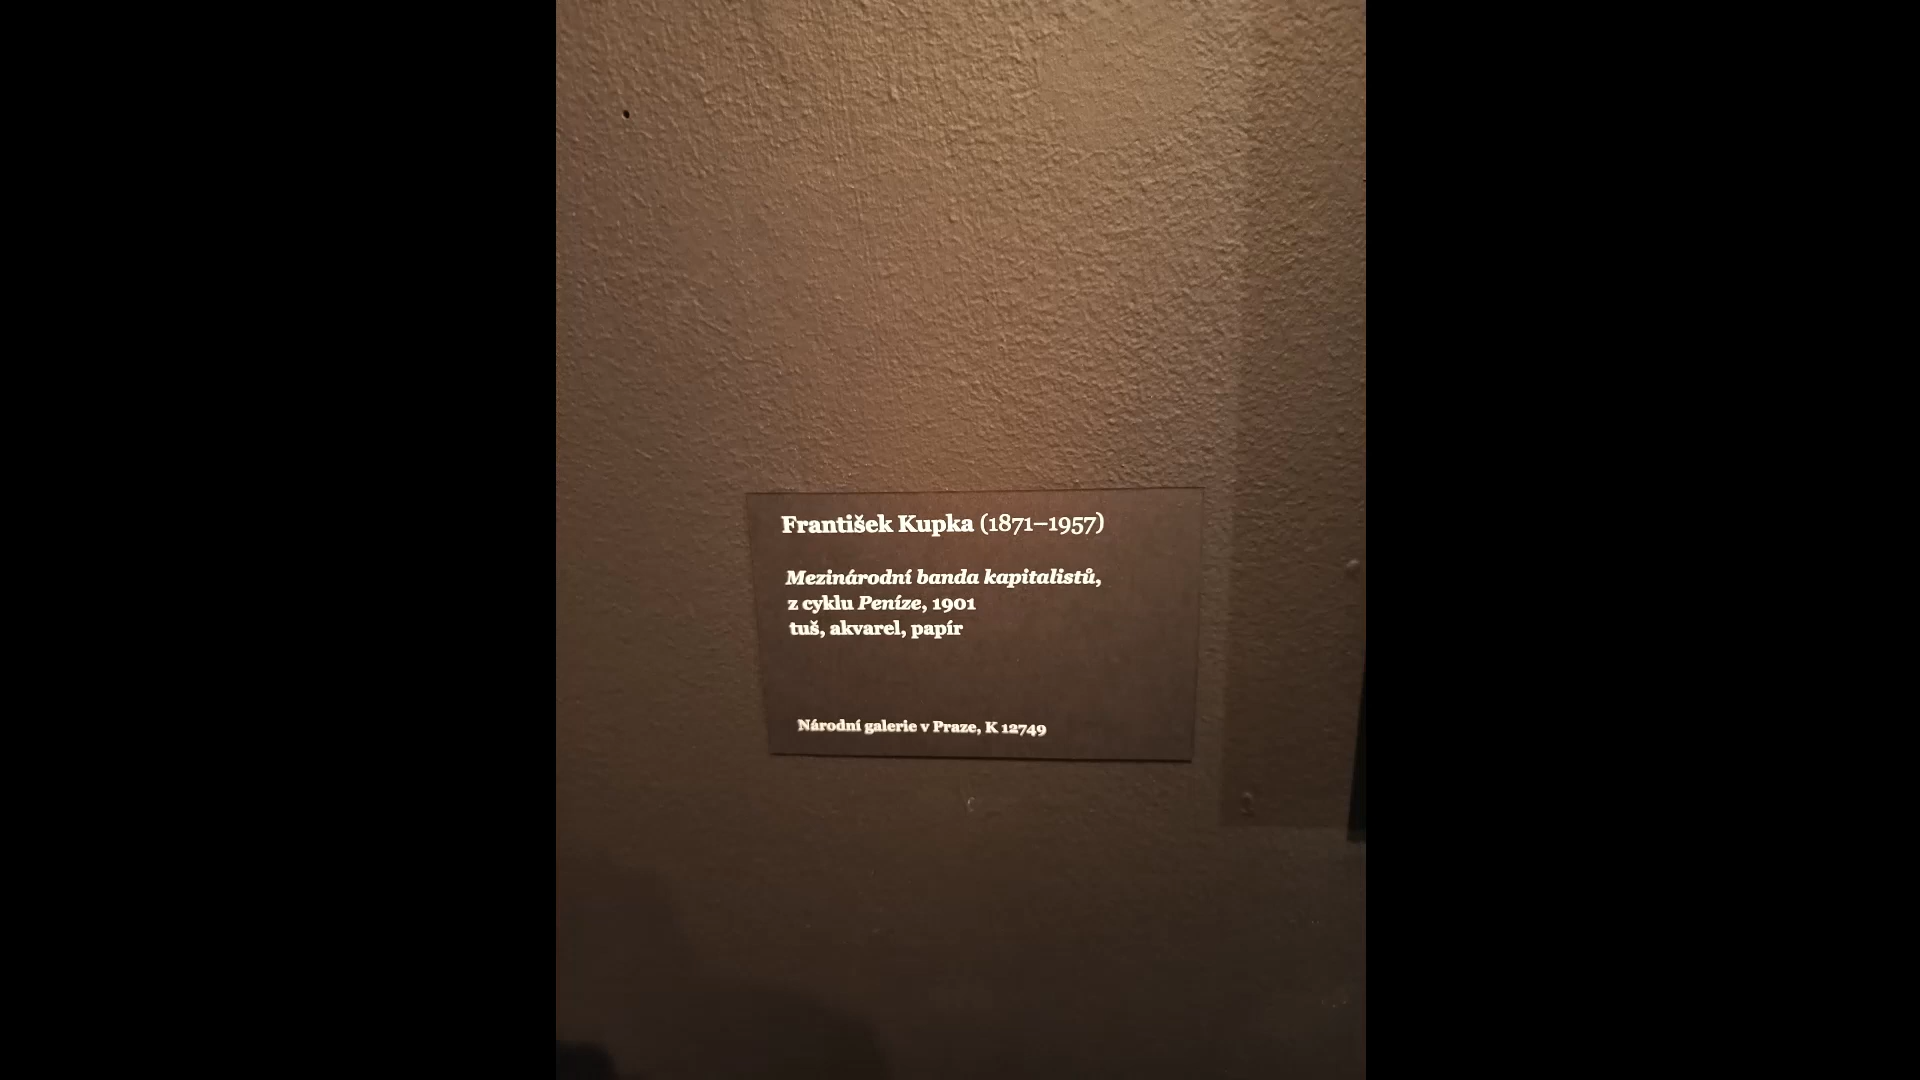 František Kupka (1871–1957)
Mezinárodní banda kapitalistů,
z cyklu Peníze, 1901
tuš, akvarel, papír
Národní galerie v Praze, K 12749